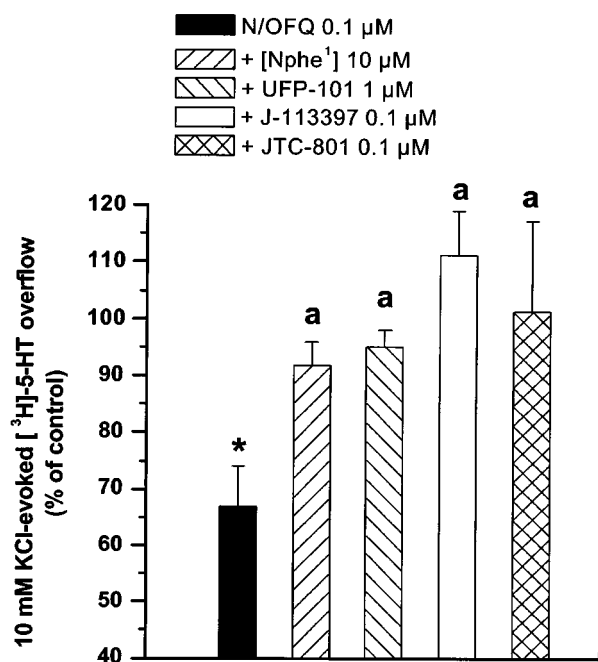 N/OFQ 0.1 µM
+ [Nphe¹] 10 µM
+ UFP-101 1 µM
+ J-113397 0.1 µM
+ JTC-801 0.1 µM
10 mM KCl-evoked [³H]-5-HT overflow
(% of control)
120
110
100
90
80
70
60
50
40
*
a
a
a
a